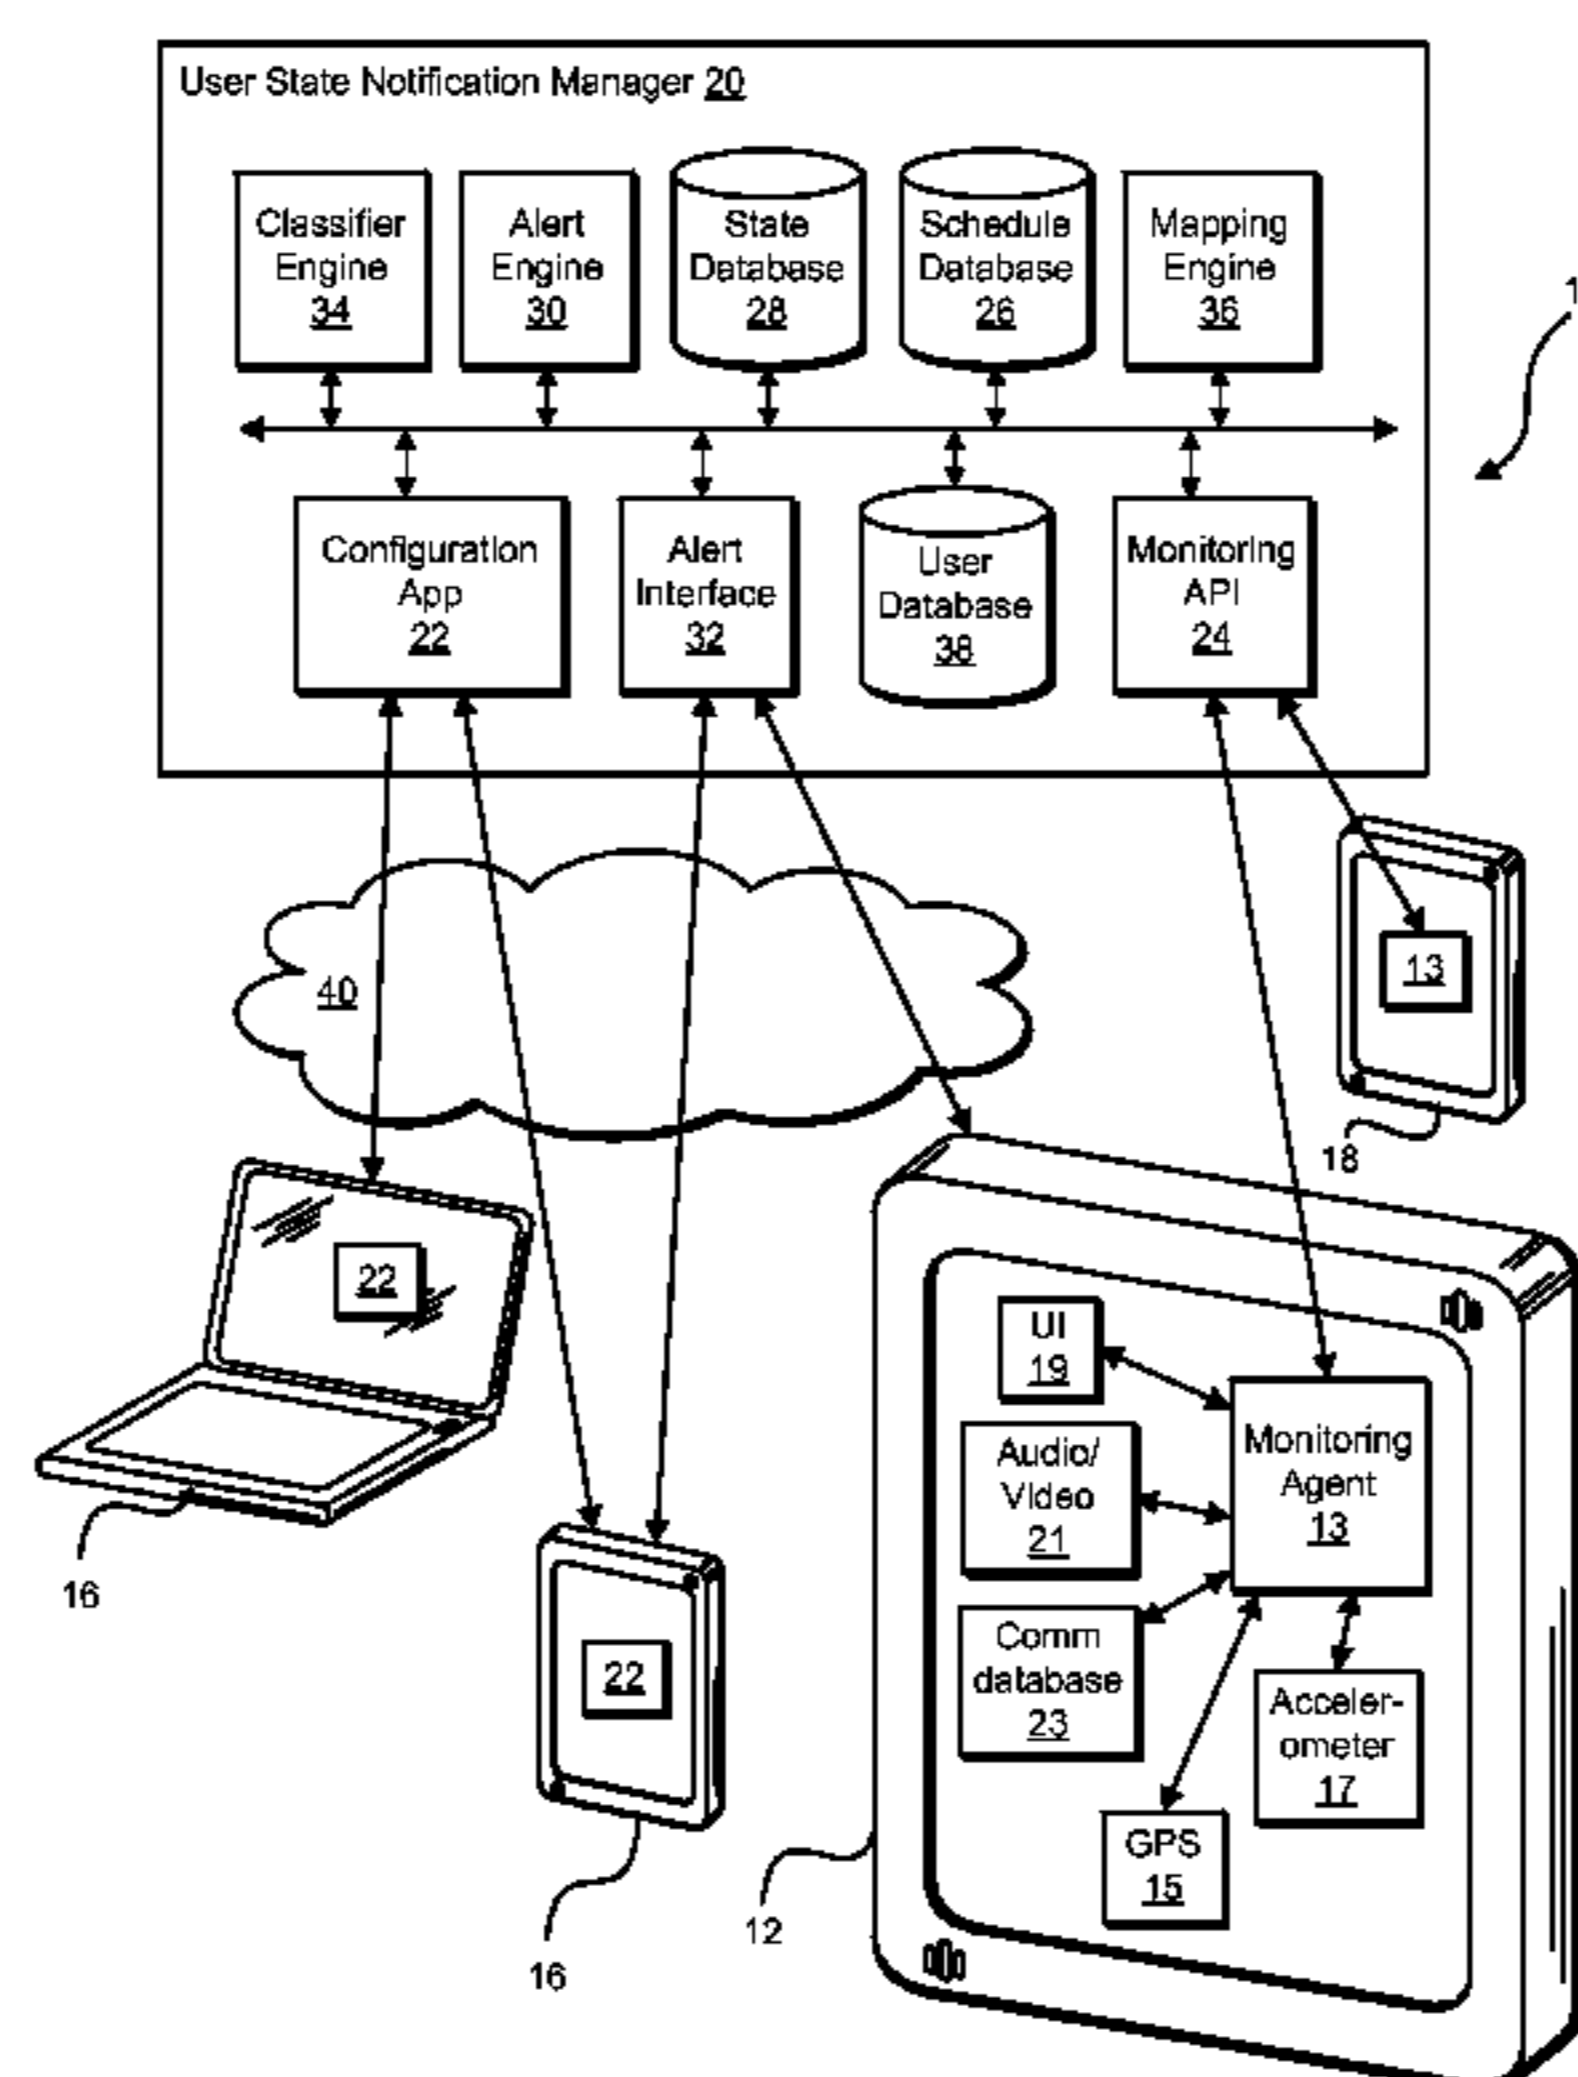 User State Notification Manager 20
Classifier
Engine
34
Alert
Engine
30
State
Database
28
Schedule
Database
26
Mapping
Engine
36
1
Configuration
App
22
Alert
Interface
32
User
Database
38
Monitoring
API
24
40
13
18
22
16
UI
19
Audio/
Video
21
Monitoring
Agent
13
Comm
database
23
Acceler-
ometer
17
GPS
15
22
12
16